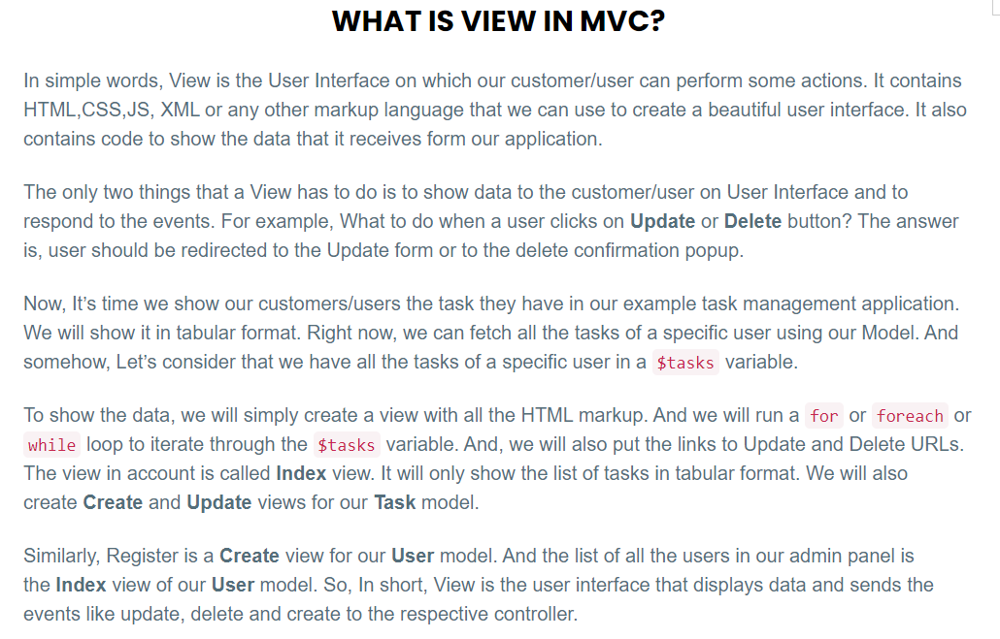 WHAT IS VIEW IN MVC?
In simple words, View is the User Interface on which our customer/user can perform some actions. It contains
HTML,CSS,JS, XML or any other markup language that we can use to create a beautiful user interface. It also
contains code to show the data that it receives form our application.
The only two things that a View has to do is to show data to the customer/user on User Interface and to
respond to the events. For example, What to do when a user clicks on Update or Delete button? The answer
is, user should be redirected to the Update form or to the delete confirmation popup.
Now, It’s time we show our customers/users the task they have in our example task management application.
We will show it in tabular format. Right now, we can fetch all the tasks of a specific user using our Model. And
somehow, Let’s consider that we have all the tasks of a specific user in a $tasks variable.
To show the data, we will simply create a view with all the HTML markup. And we will run a for or foreach or
while loop to iterate through the $tasks variable. And, we will also put the links to Update and Delete URLs.
The view in account is called Index view. It will only show the list of tasks in tabular format. We will also
create Create and Update views for our Task model.
Similarly, Register is a Create view for our User model. And the list of all the users in our admin panel is
the Index view of our User model. So, In short, View is the user interface that displays data and sends the
events like update, delete and create to the respective controller.